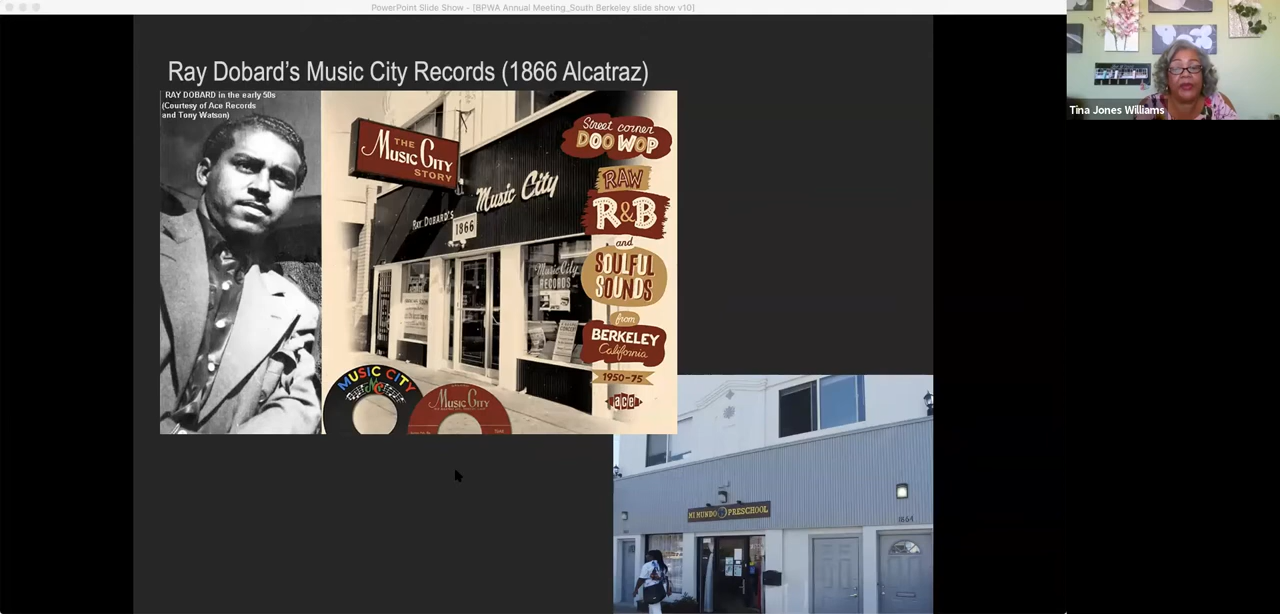 PowerPoint Slide Show - [BPWA Annual Meeting_South Berkeley slide show v10]
Tina Jones Williams
Ray Dobard's Music City Records (1866 Alcatraz)
RAY DOBARD in the early 50s
(Courtesy of Ace Records
and Tony Watson)
THE
Music City
STORY
Music City
RAY DOBARD'S
1866
Music City
RECORDS
Street corner
DOO WOP
RAW
R&B
and
SOULFUL
SOUNDS
from
BERKELEY
California
1950-75
ace
MUSIC CITY
Music City
MI MUNDO PRESCHOOL
1864